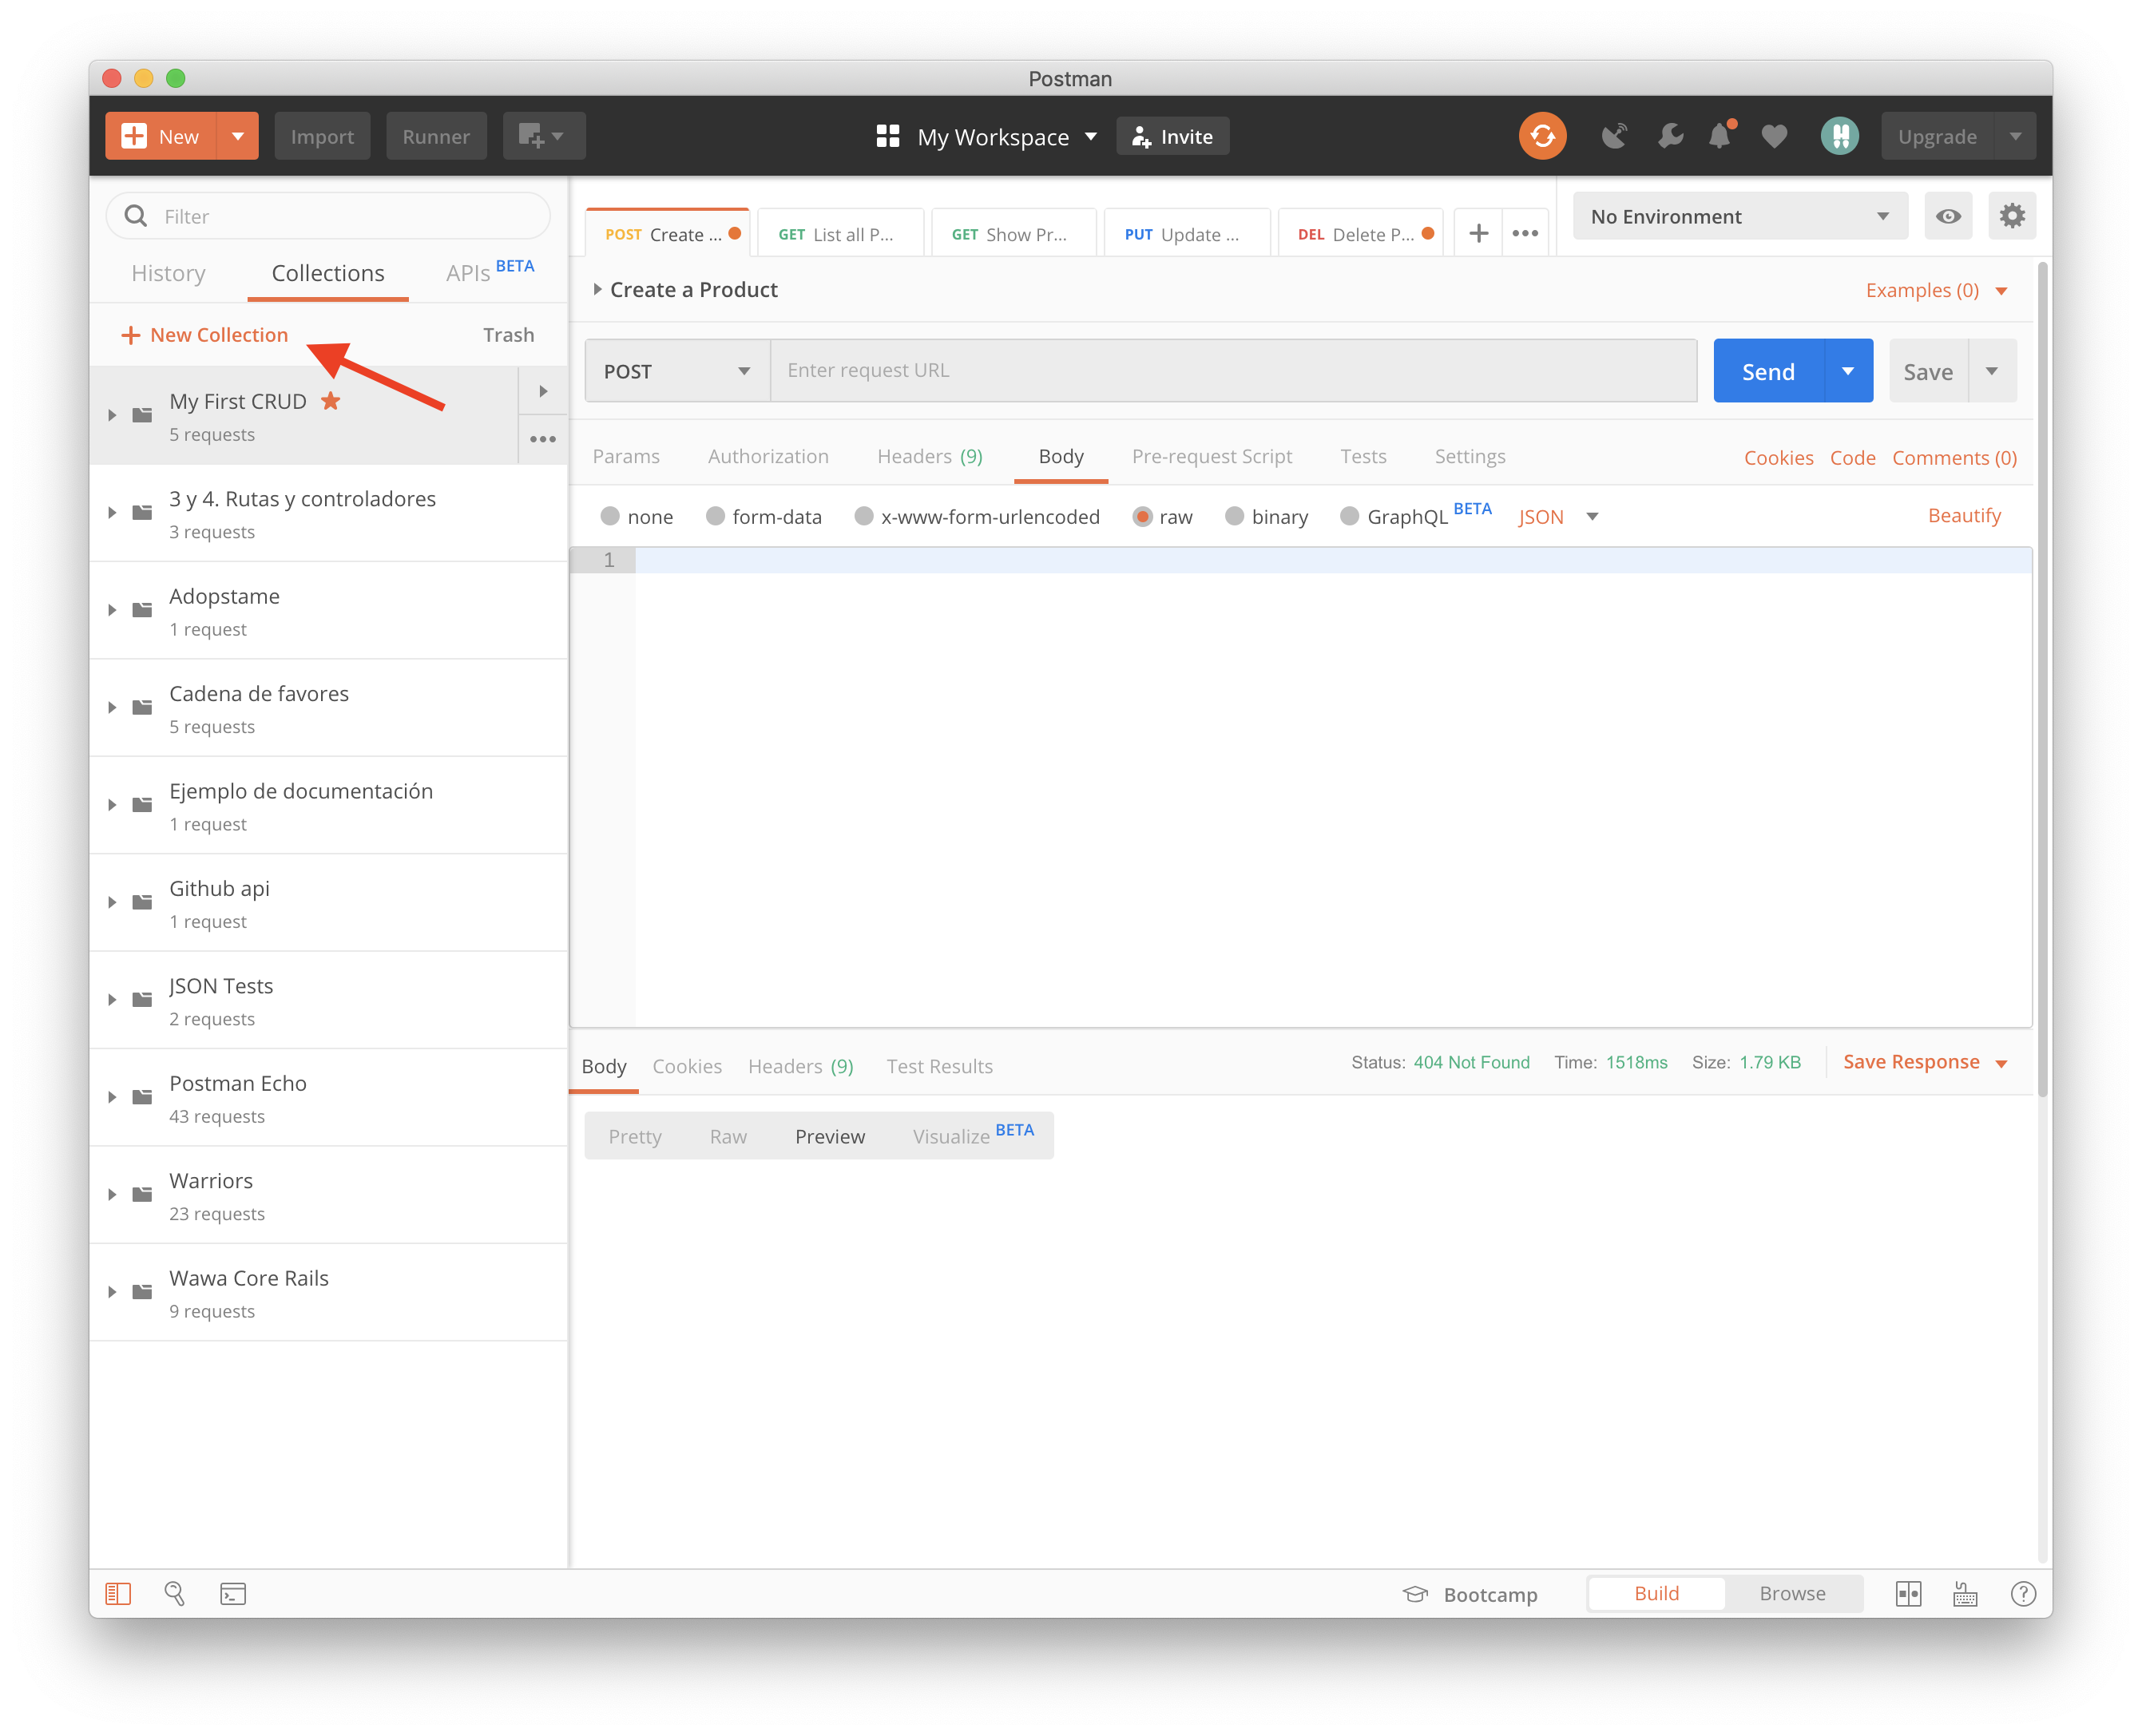 Postman
New
Import
Runner
My Workspace
Invite
Upgrade
Filter
History
Collections
APIs BETA
New Collection
Trash
My First CRUD
5 requests
3 y 4. Rutas y controladores
3 requests
Adopstame
1 request
Cadena de favores
5 requests
Ejemplo de documentación
1 request
Github api
1 request
JSON Tests
2 requests
Postman Echo
43 requests
Warriors
23 requests
Wawa Core Rails
9 requests
POST Create ...
GET List all P...
GET Show Pr...
PUT Update ...
DEL Delete P...
No Environment
Create a Product
Examples (0)
POST
Enter request URL
Send
Save
Params
Authorization
Headers (9)
Body
Pre-request Script
Tests
Settings
Cookies
Code
Comments (0)
none
form-data
x-www-form-urlencoded
raw
binary
GraphQL BETA
JSON
Beautify
1
Body
Cookies
Headers (9)
Test Results
Status: 404 Not Found
Time: 1518ms
Size: 1.79 KB
Save Response
Pretty
Raw
Preview
Visualize BETA
Bootcamp
Build
Browse